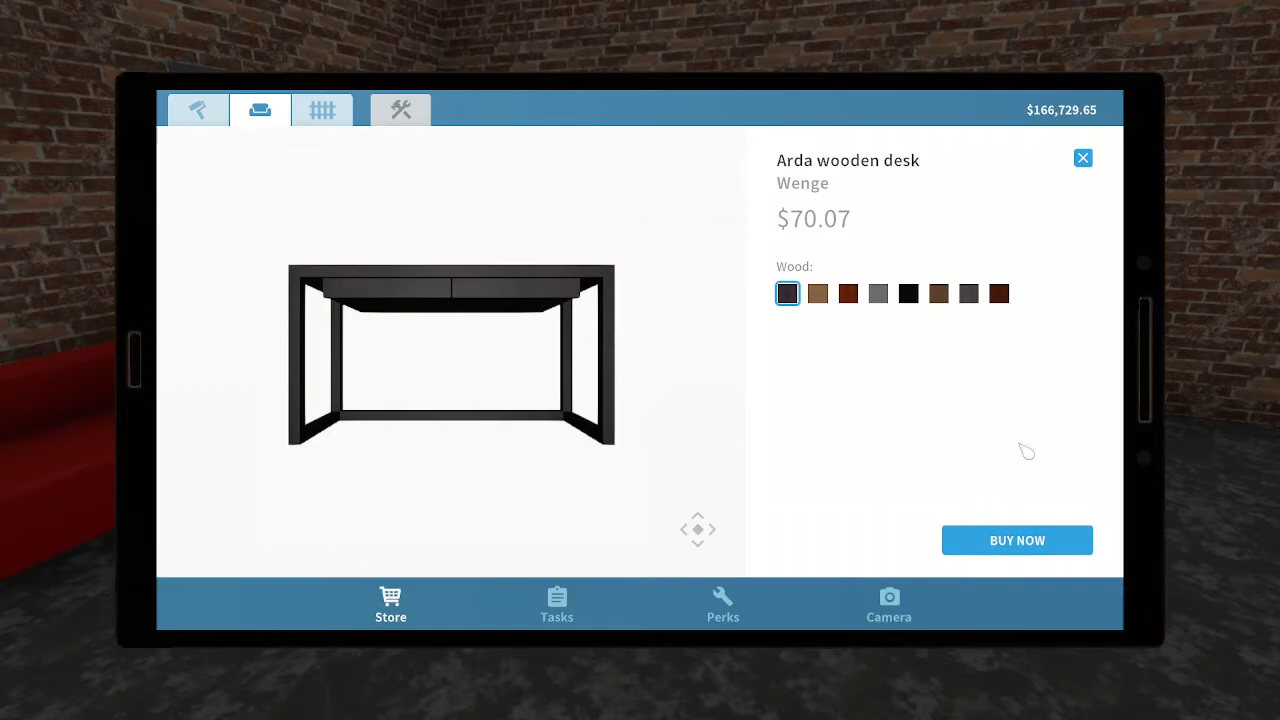 $166,729.65
Arda wooden desk
Wenge
$70.07
Wood:
BUY NOW
Store
Tasks
Perks
Camera